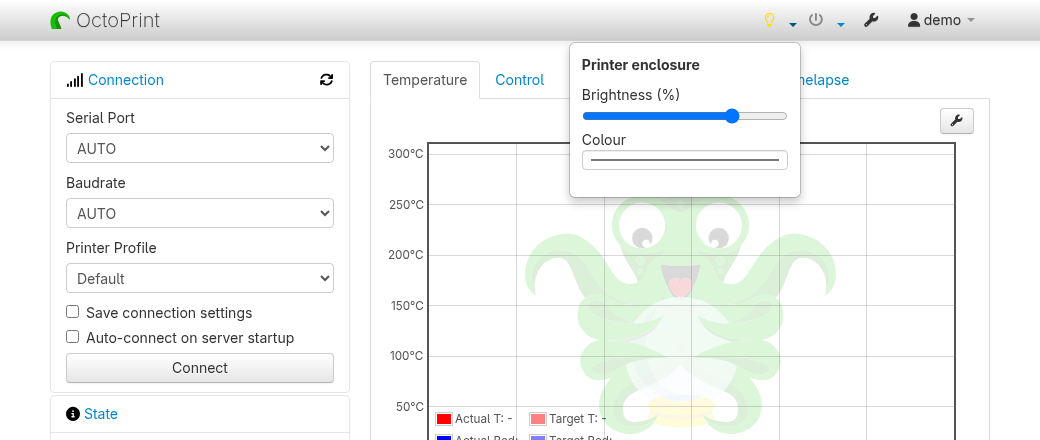 OctoPrint
demo
Connection
Serial Port
AUTO
Baudrate
AUTO
Printer Profile
Default
Save connection settings
Auto-connect on server startup
Connect
State
Temperature
Control
Printer enclosure
Brightness (%)
Colour
300°C
250°C
200°C
150°C
100°C
50°C
Actual T: -
Target T: -